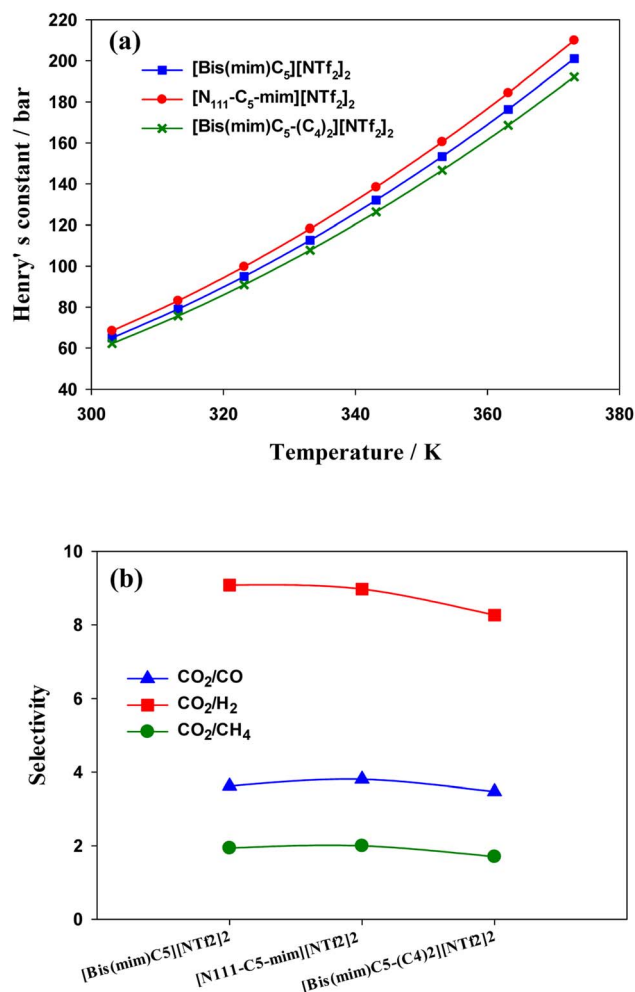 (a)
[Bis(mim)C5][NTf2]2
[N111-C5-mim][NTf2]2
[Bis(mim)C5-(C4)2][NTf2]2
Henry' s constant / bar
220
200
180
160
140
120
100
80
60
40
300
320
340
360
380
Temperature / K
(b)
CO2/CO
CO2/H2
CO2/CH4
Selectivity
10
8
6
4
2
0
[Bis(mim)C5][NTf2]2
[N111-C5-mim][NTf2]2
[Bis(mim)C5-(C4)2][NTf2]2